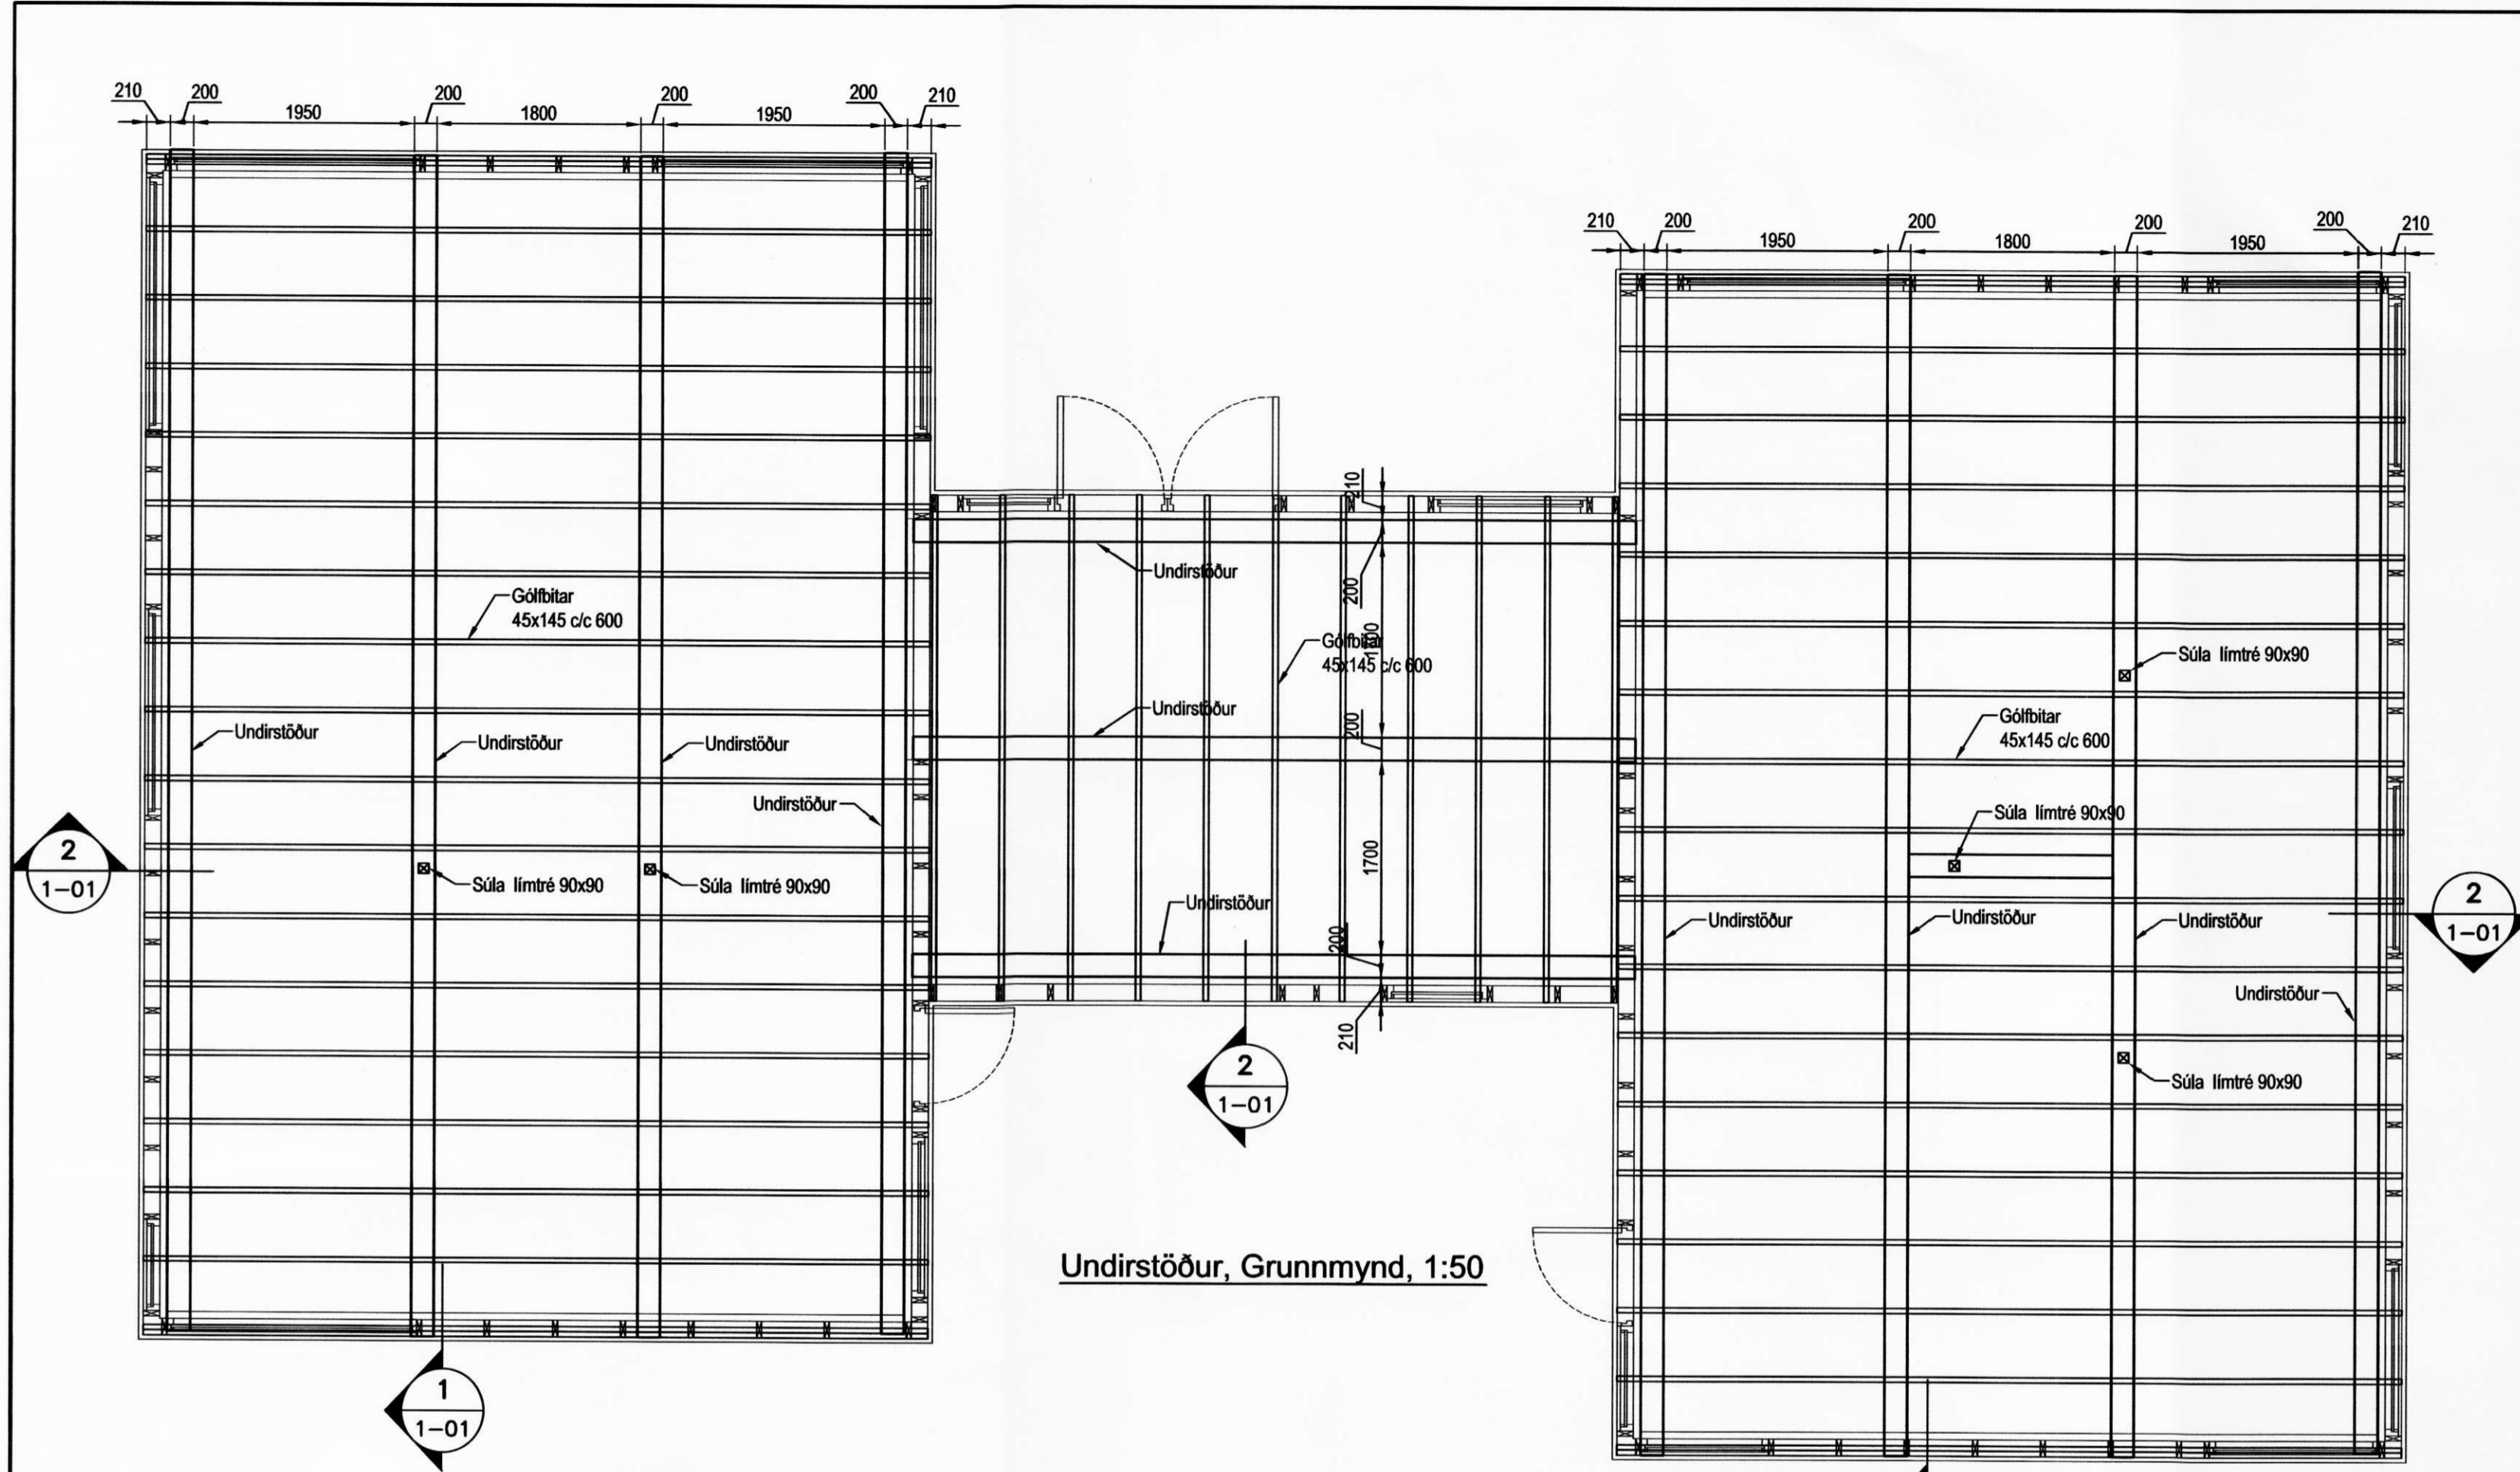 210 200 1950 200 1800 200 1950 200 210
210 200 1950 200 1800 200 1950 200 210
210
Undirstöður
200
Gólfbitar
45x145 c/c 600
Gólfbitar
45x145 c/c 600
1700
Súla límtré 90x90
Undirstöður
200
Gólfbitar
45x145 c/c 600
Undirstöður
Undirstöður
Undirstöður
Undirstöður
Súla límtré 90x90
2
1-01
Súla límtré 90x90
Súla límtré 90x90
1700
Undirstöður
200
Undirstöður
Undirstöður
Undirstöður
2
1-01
Undirstöður
210
2
1-01
Súla límtré 90x90
Undirstöður, Grunnmynd, 1:50
1
1-01